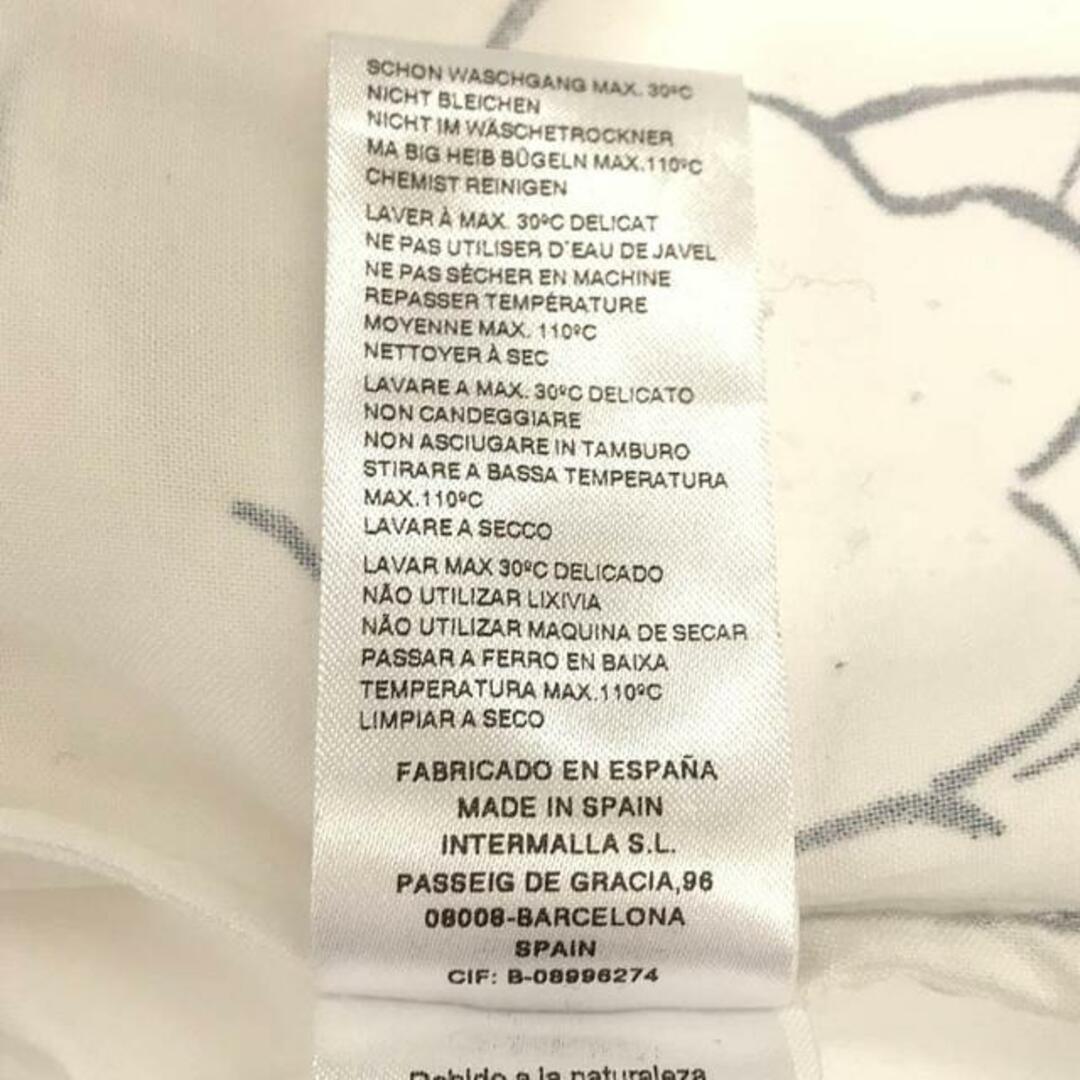 SCHON WASCHGANG MAX. 30ºC
NICHT BLEICHEN
NICHT IM WÄSCHETROCKNER
MA BIG HEIB BÜGELN MAX.110ºC
CHEMIST REINIGEN
LAVER À MAX. 30ºC DELICAT
NE PAS UTILISER D'EAU DE JAVEL
NE PAS SÉCHER EN MACHINE
REPASSER TEMPÉRATURE
MOYENNE MAX. 110ºC
NETTOYER À SEC
LAVARE A MAX. 30ºC DELICATO
NON CANDEGGIARE
NON ASCIUGARE IN TAMBURO
STIRARE A BASSA TEMPERATURA
MAX.110ºC
LAVARE A SECCO
LAVAR MAX 30ºC DELICADO
NÃO UTILIZAR LIXIVIA
NÃO UTILIZAR MAQUINA DE SECAR
PASSAR A FERRO EN BAIXA
TEMPERATURA MAX.110ºC
LIMPIAR A SECO
FABRICADO EN ESPAÑA
MADE IN SPAIN
INTERMALLA S.L.
PASSEIG DE GRACIA,96
08008-BARCELONA
SPAIN
CIF: B-08996274
Debido a la naturaleza